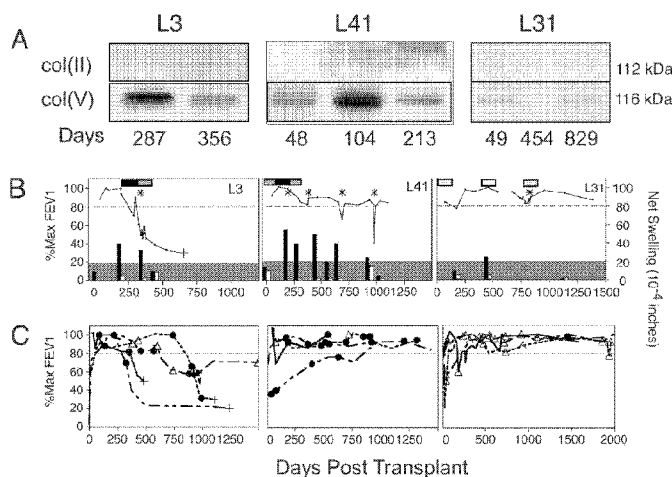 L3 L41 L31
A
col(II) 112 kDa
col(V) 116 kDa
Days 287 356 48 104 213 49 454 829
B
%Max FEV1
100
80
60
40
20
0
L3 L41 L31
100
80
60
40
20
0
Net Swelling (10⁻⁴ inches)
0 250 500 750 1000 0 250 500 750 1000 1250 0 250 500 750 1000 1250 1500
C
%Max FEV1
100
80
60
40
20
0 250 500 750 1000 1250 0 250 500 750 1000 1250 0 500 1000 1500 2000
Days Post Transplant